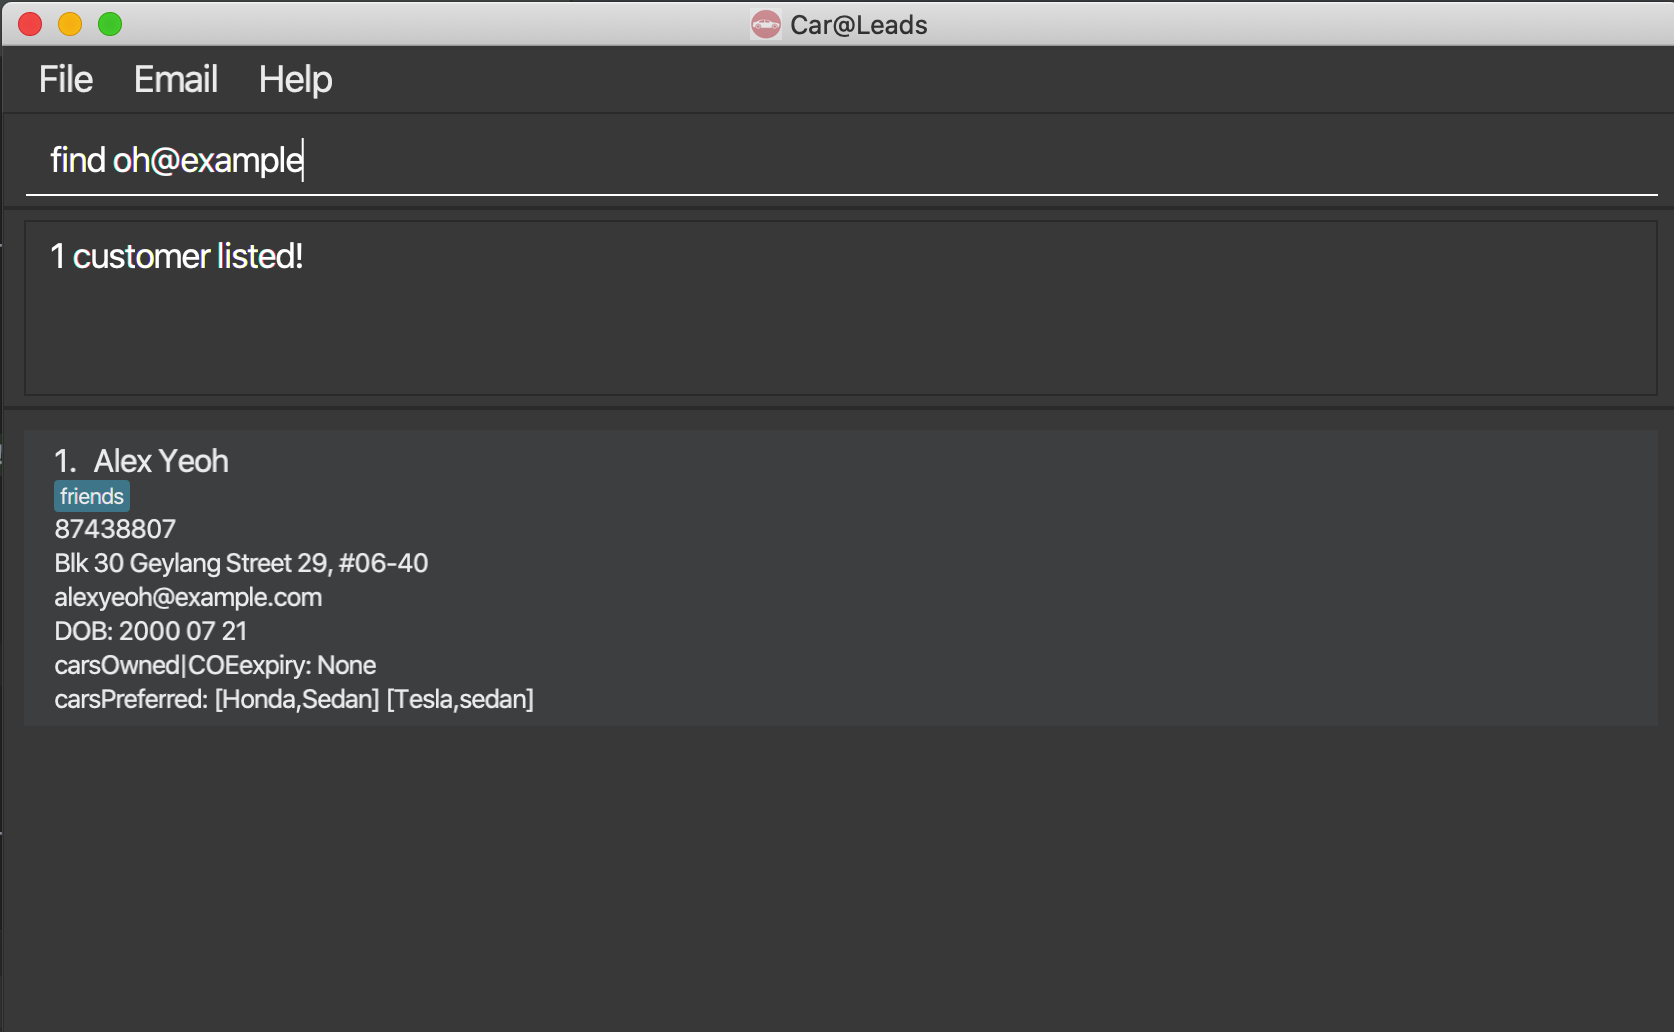 Car@Leads
File Email Help
find oh@example
1 customer listed!
1. Alex Yeoh
friends
87438807
Blk 30 Geylang Street 29, #06-40
alexyeoh@example.com
DOB: 2000 07 21
carsOwned|COEexpiry: None
carsPreferred: [Honda,Sedan] [Tesla,sedan]